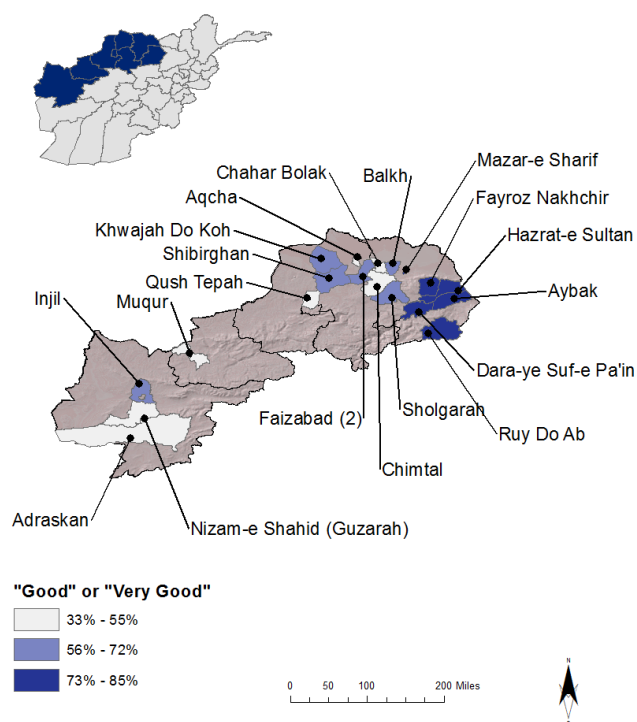 Mazar-e Sharif
Chahar Bolak
Balkh
Aqcha
Fayroz Nakhchir
Khwajah Do Koh
Hazrat-e Sultan
Shibirghan
Qush Tepah
Aybak
Injil
Muqur
Dara-ye Suf-e Pa'in
Faizabad (2)
Sholgarah
Ruy Do Ab
Chimtal
Adraskan
Nizam-e Shahid (Guzarah)
"Good" or "Very Good"
33% - 55%
56% - 72%
73% - 85%
0 50 100 200 Miles
N